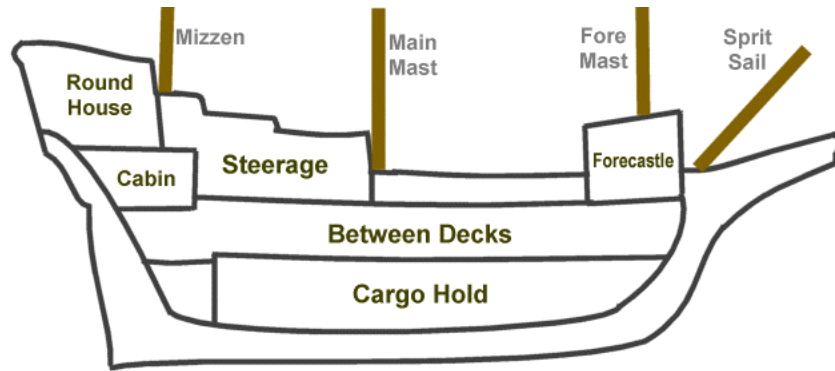 Mizzen
Main
Mast
Fore
Mast
Sprit
Sail
Round
House
Cabin
Steerage
Forecastle
Between Decks
Cargo Hold